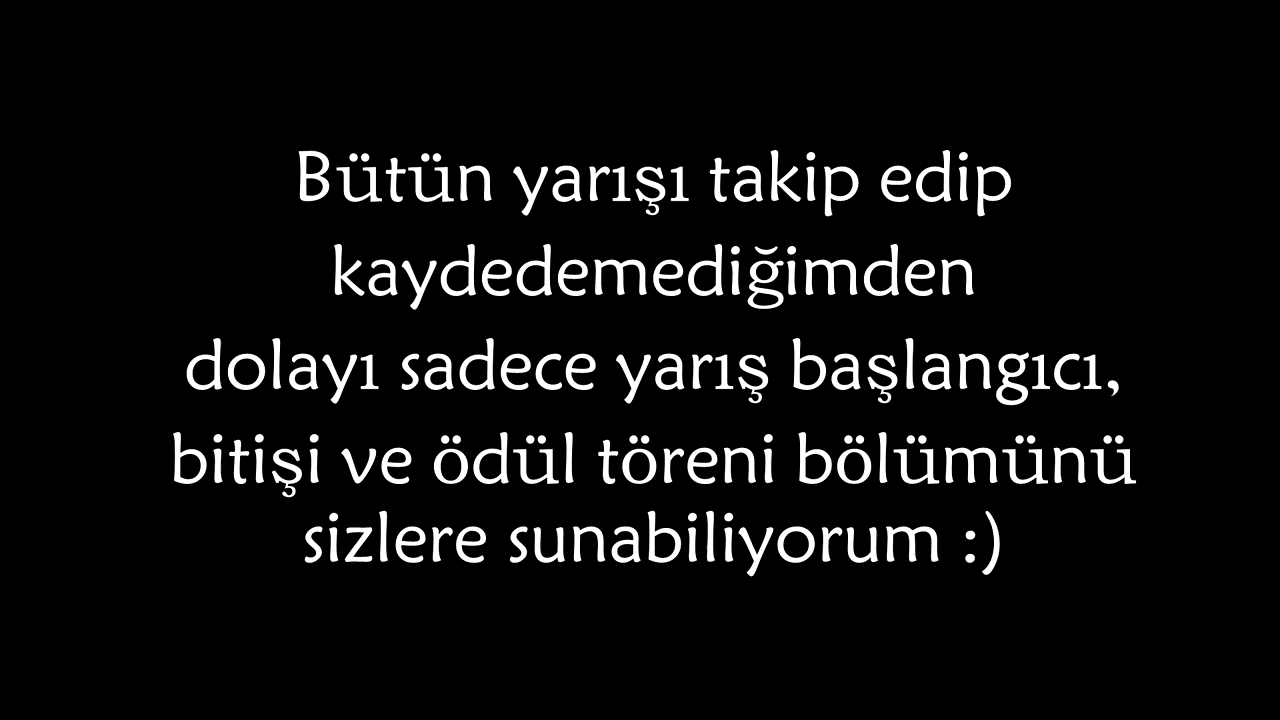 Bütün yarışı takip edip
kaydedemediğimden
dolayı sadece yarış başlangıcı,
bitişi ve ödül töreni bölümünü
sizlere sunabiliyorum :)